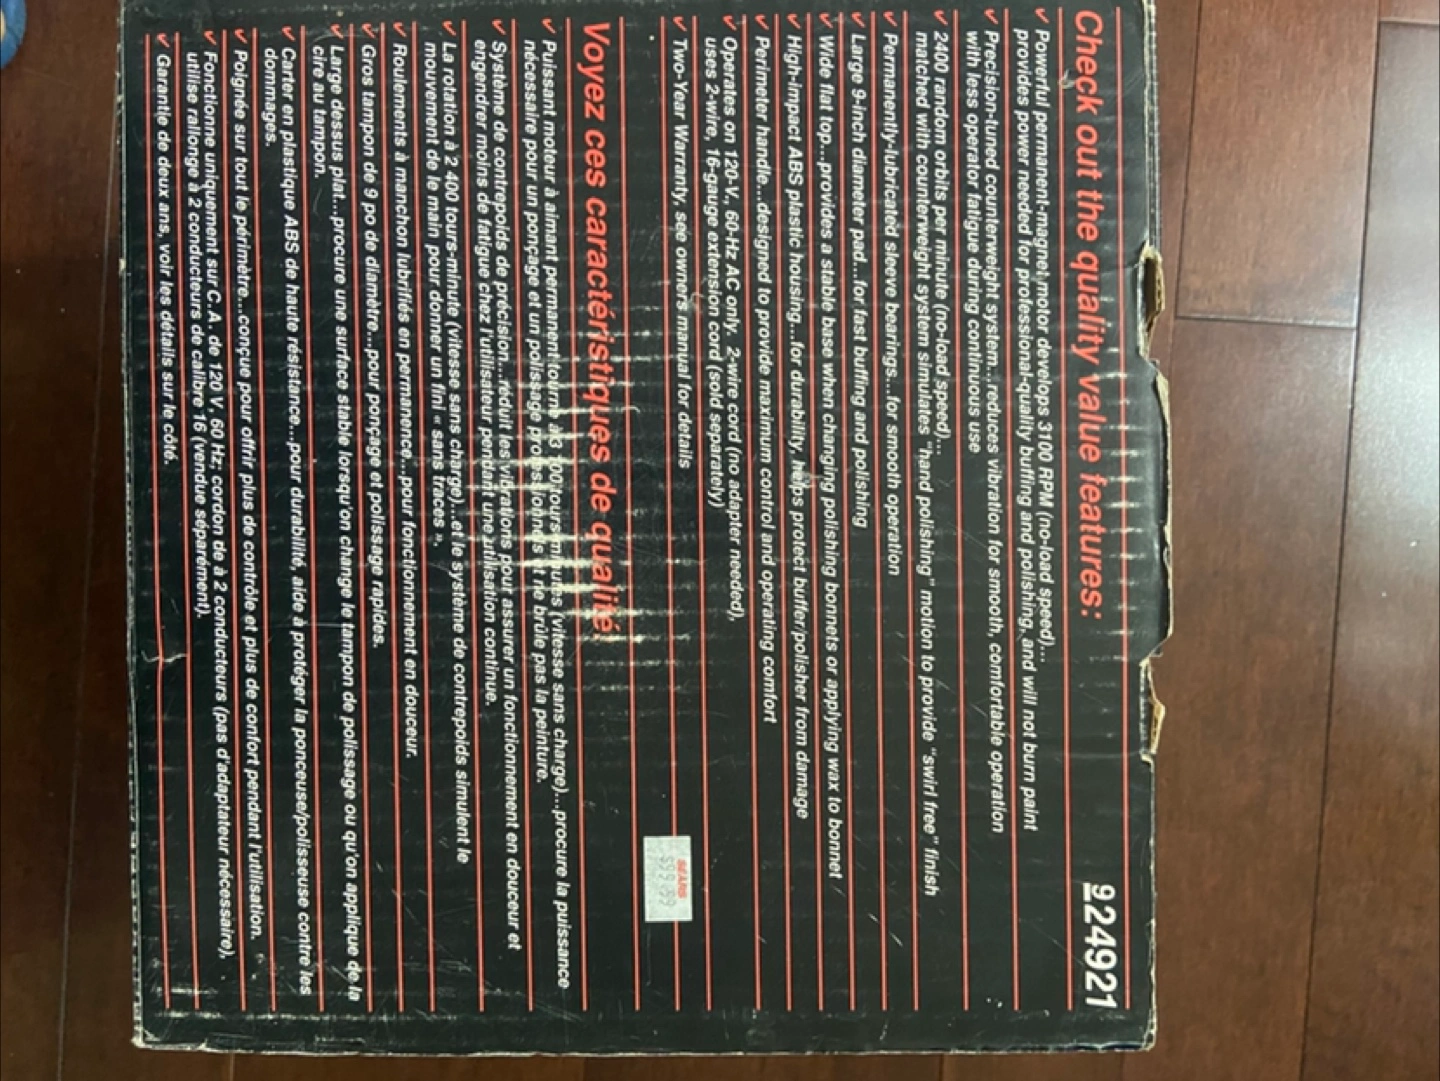 Check out the quality value features:
924921
✓ Powerful permanent-magnet motor develops 3100 RPM (no-load speed)...
provides power needed for professional-quality buffing and polishing, and will not burn paint
✓ Precision-tuned counterweight system...reduces vibration for smooth, comfortable operation
with less operator fatigue during continuous use
✓ 2400 random orbits per minute (no-load speed)...
matched with counterweight system simulates "hand polishing" motion to provide "swirl free" finish
✓ Permanently-lubricated sleeve bearings...for smooth operation
✓ Large 9-inch diameter pad...for fast buffing and polishing
✓ Wide flat top...provides a stable base when changing polishing bonnets or applying wax to bonnet
✓ High-impact ABS plastic housing...for durability, helps protect buffer/polisher from damage
✓ Perimeter handle...designed to provide maximum control and operating comfort
✓ Operates on 120-V., 60-Hz AC only. 2-wire cord (no adapter needed),
uses 2-wire, 16-gauge extension cord (sold separately)
✓ Two-Year Warranty, see owners manual for details
SEARS
$99.99
Voyez ces caractéristiques de qualité
✓ Puissant moteur à aimant permanent tourne à 3 100 tours-minutes (vitesse sans charge)...procure la puissance
nécessaire pour un ponçage et un polissage professionnels et ne brûle pas la peinture.
✓ Système de contrepoids de précision...réduit les vibrations pour assurer un fonctionnement en douceur et
engendrer moins de fatigue chez l'utilisateur pendant une utilisation continue.
✓ La rotation à 2 400 tours-minute (vitesse sans charge)...et le système de contrepoids simulent le
mouvement de le main pour donner un fini « sans traces ».
✓ Roulements à manchon lubrifiés en permanence...pour fonctionnement en douceur.
✓ Gros tampon de 9 po de diamètre...pour ponçage et polissage rapides.
✓ Large dessus plat...procure une surface stable lorsqu'on change le tampon de polissage ou qu'on applique de la
cire au tampon.
✓ Carter en plastique ABS de haute résistance...pour durabilité, aide à protéger la ponceuse/polisseuse contre les
dommages.
✓ Poignée sur tout le périmètre...conçue pour offrir plus de contrôle et plus de confort pendant l'utilisation.
✓ Fonctionne uniquement sur C. A. de 120 V, 60 Hz; cordon de à 2 conducteurs (pas d'adaptateur nécessaire),
utilise rallonge à 2 conducteurs de calibre 16 (vendue séparément).
✓ Garantie de deux ans, voir les détails sur le côté.